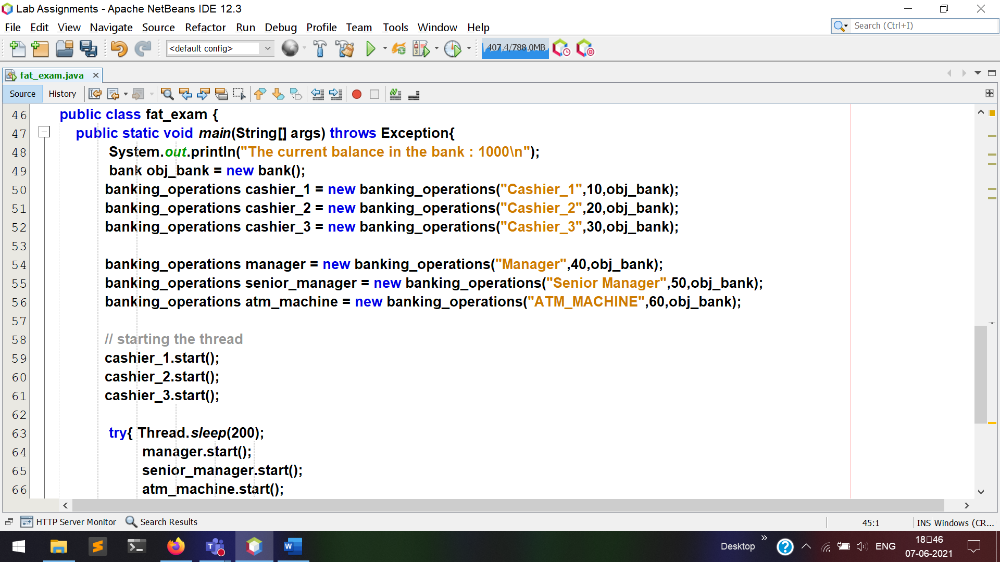 Lab Assignments - Apache NetBeans IDE 12.3
File Edit View Navigate Source Refactor Run Debug Profile Team Tools Window Help
Search (Ctrl+I)
<default config>
407.4/788.0MB
fat_exam.java
Source History
46 public class fat_exam {
47 public static void main(String[] args) throws Exception{
48 System.out.println("The current balance in the bank : 1000\n");
49 bank obj_bank = new bank();
50 banking_operations cashier_1 = new banking_operations("Cashier_1",10,obj_bank);
51 banking_operations cashier_2 = new banking_operations("Cashier_2",20,obj_bank);
52 banking_operations cashier_3 = new banking_operations("Cashier_3",30,obj_bank);
53
54 banking_operations manager = new banking_operations("Manager",40,obj_bank);
55 banking_operations senior_manager = new banking_operations("Senior Manager",50,obj_bank);
56 banking_operations atm_machine = new banking_operations("ATM_MACHINE",60,obj_bank);
57
58 // starting the thread
59 cashier_1.start();
60 cashier_2.start();
61 cashier_3.start();
62
63 try{ Thread.sleep(200);
64 manager.start();
65 senior_manager.start();
66 atm_machine.start();
HTTP Server Monitor Search Results
45:1 INS Windows (CR...
Desktop ENG
18□46
07-06-2021